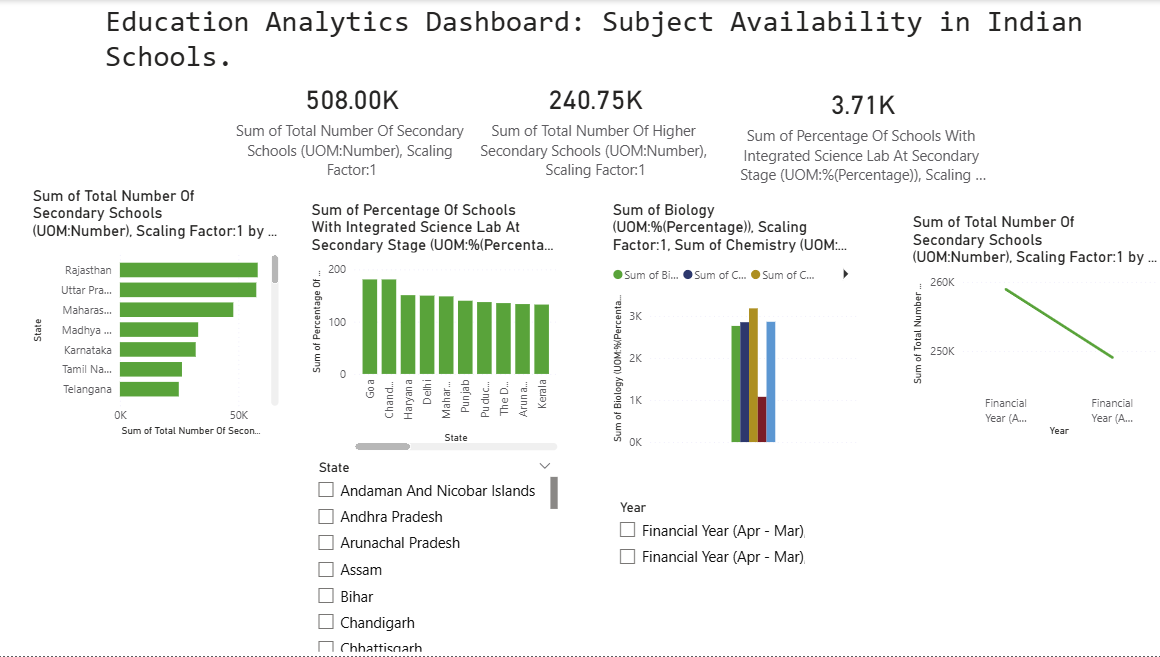 Education Analytics Dashboard: Subject Availability in Indian
Schools.
508.00K
Sum of Total Number Of Secondary
Schools (UOM:Number), Scaling
Factor:1
240.75K
Sum of Total Number Of Higher
Secondary Schools (UOM:Number),
Scaling Factor:1
3.71K
Sum of Percentage Of Schools With
Integrated Science Lab At Secondary
Stage (UOM:%(Percentage)), Scaling ...
Sum of Total Number Of
Secondary Schools
(UOM:Number), Scaling Factor:1 by ...
State
Rajasthan
Uttar Pra...
Maharas...
Madhya ...
Karnataka
Tamil Na...
Telangana
0K
50K
Sum of Total Number Of Secon...
Sum of Percentage Of Schools
With Integrated Science Lab At
Secondary Stage (UOM:%(Percenta...
Sum of Percentage Of ...
200
100
0
Goa
Chand...
Haryana
Delhi
Mahar...
Punjab
Puduc...
The D...
Aruna...
Kerala
State
Sum of Biology
(UOM:%(Percentage)), Scaling
Factor:1, Sum of Chemistry (UOM:...
Sum of Bi...
Sum of C...
Sum of C...
Sum of Biology (UOM:%(Percenta...
3K
2K
1K
0K
Sum of Total Number Of
Secondary Schools
(UOM:Number), Scaling Factor:1 by ...
Sum of Total Number ...
260K
250K
Financial
Year (A...
Financial
Year (A...
Year
State
Andaman And Nicobar Islands
Andhra Pradesh
Arunachal Pradesh
Assam
Bihar
Chandigarh
Chhattisgarh
Year
Financial Year (Apr - Mar)
Financial Year (Apr - Mar)